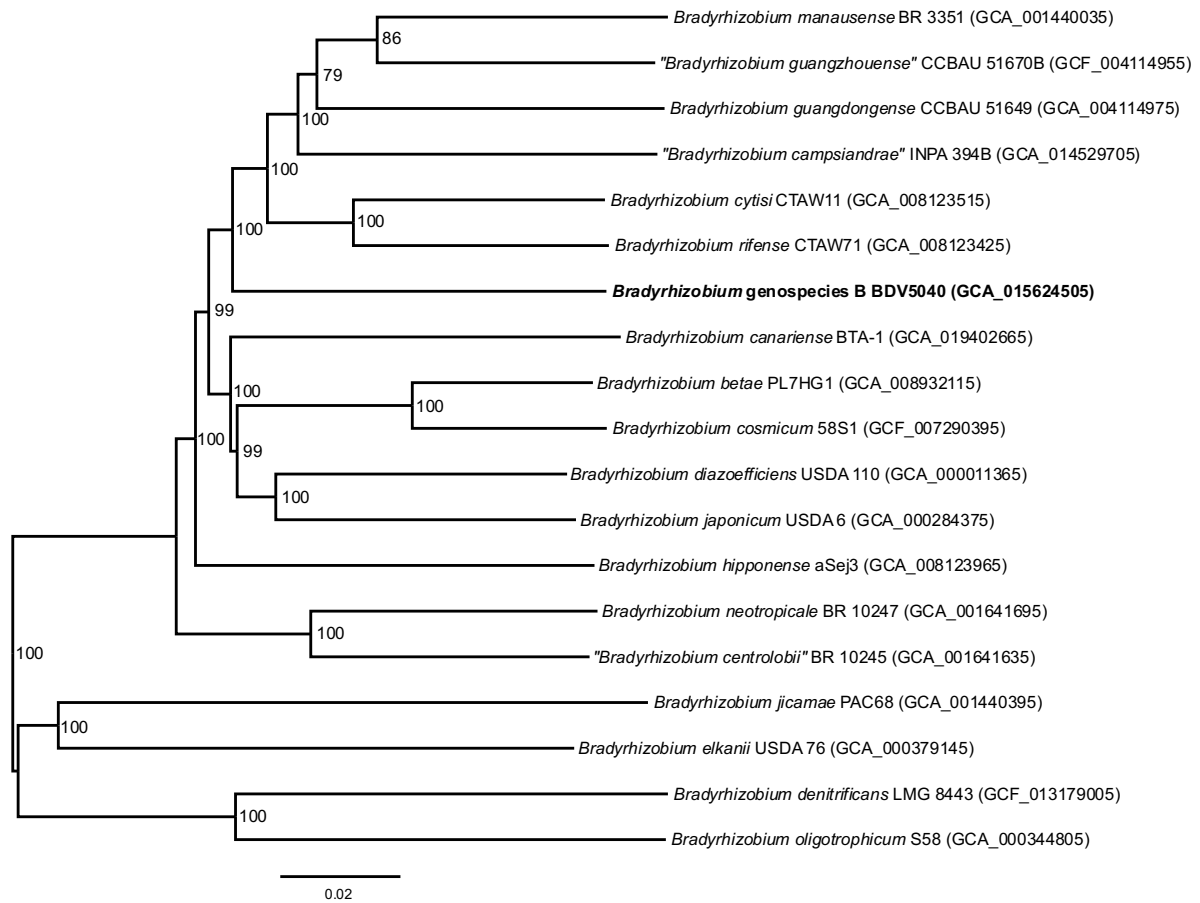 Bradyrhizobium manausense BR 3351 (GCA_001440035)
86
"Bradyrhizobium guangzhouense" CCBAU 51670B (GCF_004114955)
79
Bradyrhizobium guangdongense CCBAU 51649 (GCA_004114975)
100
"Bradyrhizobium campsiandrae" INPA 394B (GCA_014529705)
100
Bradyrhizobium cytisi CTAW11 (GCA_008123515)
100
100
Bradyrhizobium rifense CTAW71 (GCA_008123425)
Bradyrhizobium genospecies B BDV5040 (GCA_015624505)
99
Bradyrhizobium canariense BTA-1 (GCA_019402665)
Bradyrhizobium betae PL7HG1 (GCA_008932115)
100
100
Bradyrhizobium cosmicum 58S1 (GCF_007290395)
100
99
Bradyrhizobium diazoefficiens USDA 110 (GCA_000011365)
100
Bradyrhizobium japonicum USDA 6 (GCA_000284375)
Bradyrhizobium hipponense aSej3 (GCA_008123965)
Bradyrhizobium neotropicale BR 10247 (GCA_001641695)
100
100
"Bradyrhizobium centrolobii" BR 10245 (GCA_001641635)
Bradyrhizobium jicamae PAC68 (GCA_001440395)
100
Bradyrhizobium elkanii USDA 76 (GCA_000379145)
Bradyrhizobium denitrificans LMG 8443 (GCF_013179005)
100
Bradyrhizobium oligotrophicum S58 (GCA_000344805)
0.02